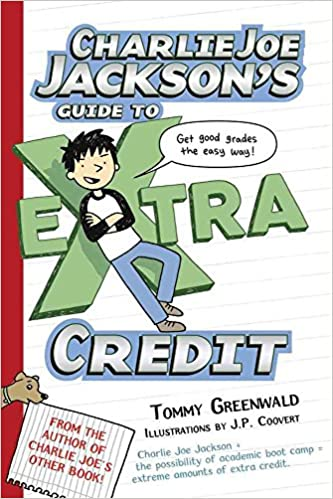 CHARLIE JOE
JACKSON'S
GUIDE TO
Get good grades
the easy way!
EXTRA
CREDIT
TOMMY GREENWALD
ILLUSTRATIONS BY J.P. COOVERT
FROM THE
AUTHOR OF
CHARLIE JOE'S
OTHER BOOK!
Charlie Joe Jackson +
the possibility of academic boot camp =
extreme amounts of extra credit.